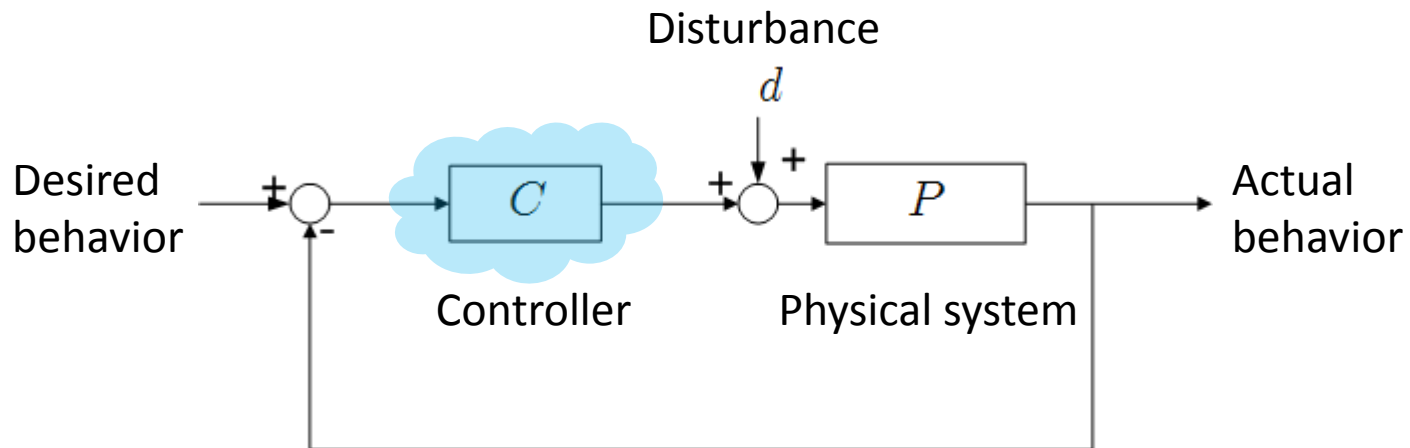 Disturbance
d
Desired
behavior
+
-
C
+
+
P
Actual
behavior
Controller
Physical system